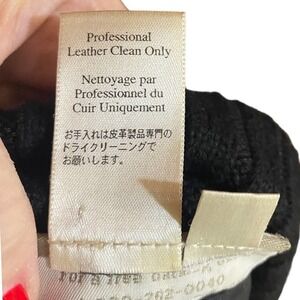 Professional
Leather Clean Only
Nettoyage par
Professionnel du
Cuir Uniquement
お手入れは皮革製品専門の
ドライクリーニングで
お願いします。
262-0040